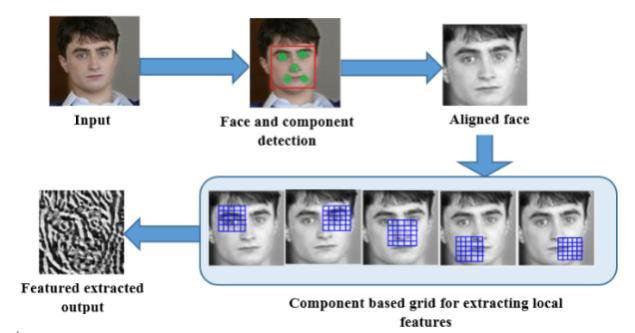 Input
Face and component
detection
Aligned face
Featured extracted
output
Component based grid for extracting local
features